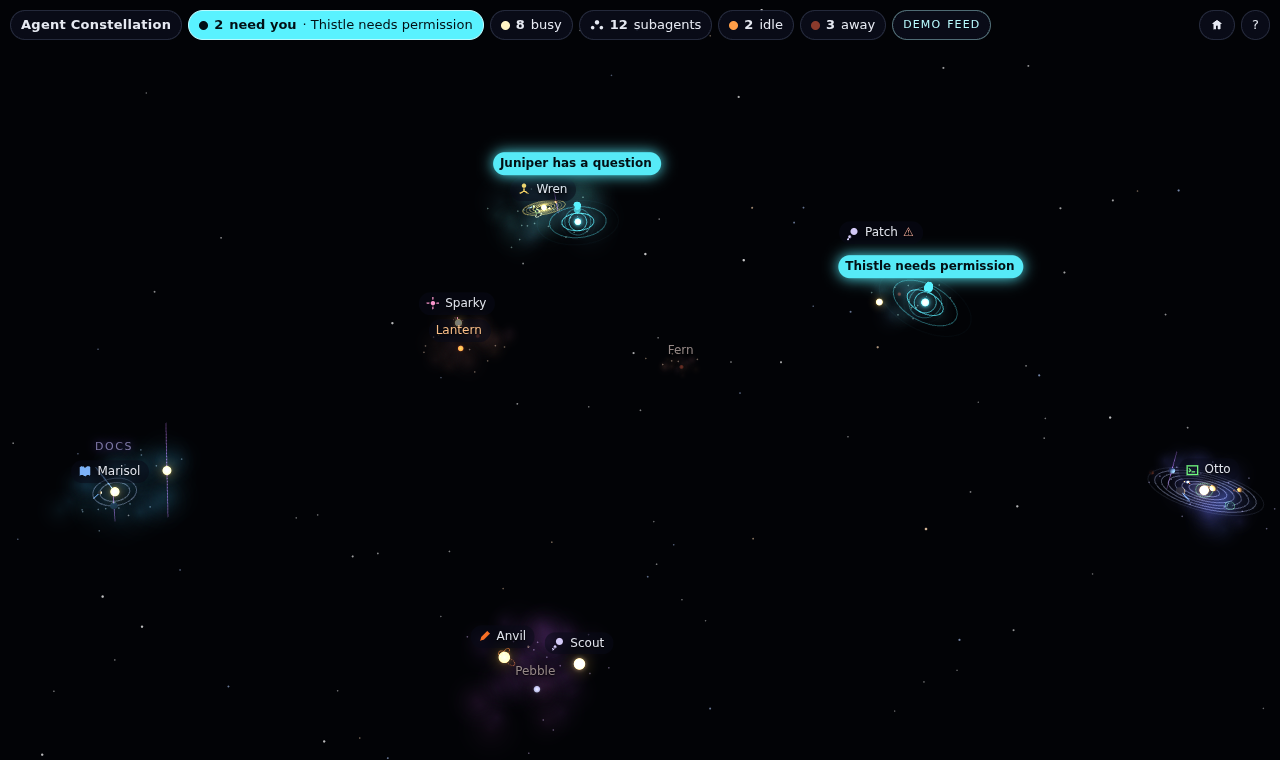 Agent Constellation
2 need you · Thistle needs permission
8 busy
12 subagents
2 idle
3 away
DEMO FEED
?
Juniper has a question
Wren
Patch ⚠
Thistle needs permission
Sparky
Lantern
Fern
DOCS
Marisol
Otto
Anvil
Scout
Pebble